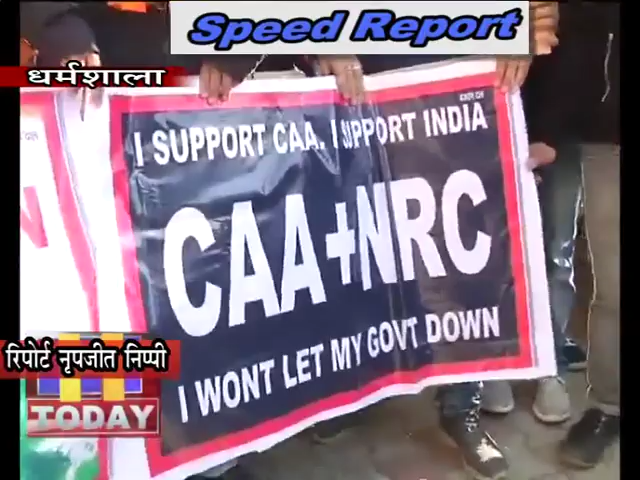 Speed Report
धर्मशाला
I SUPPORT CAA. I SUPPORT INDIA
CAA+NRC
I WONT LET MY GOVT DOWN
रिपोर्ट नृपजीत निप्पी
TODAY